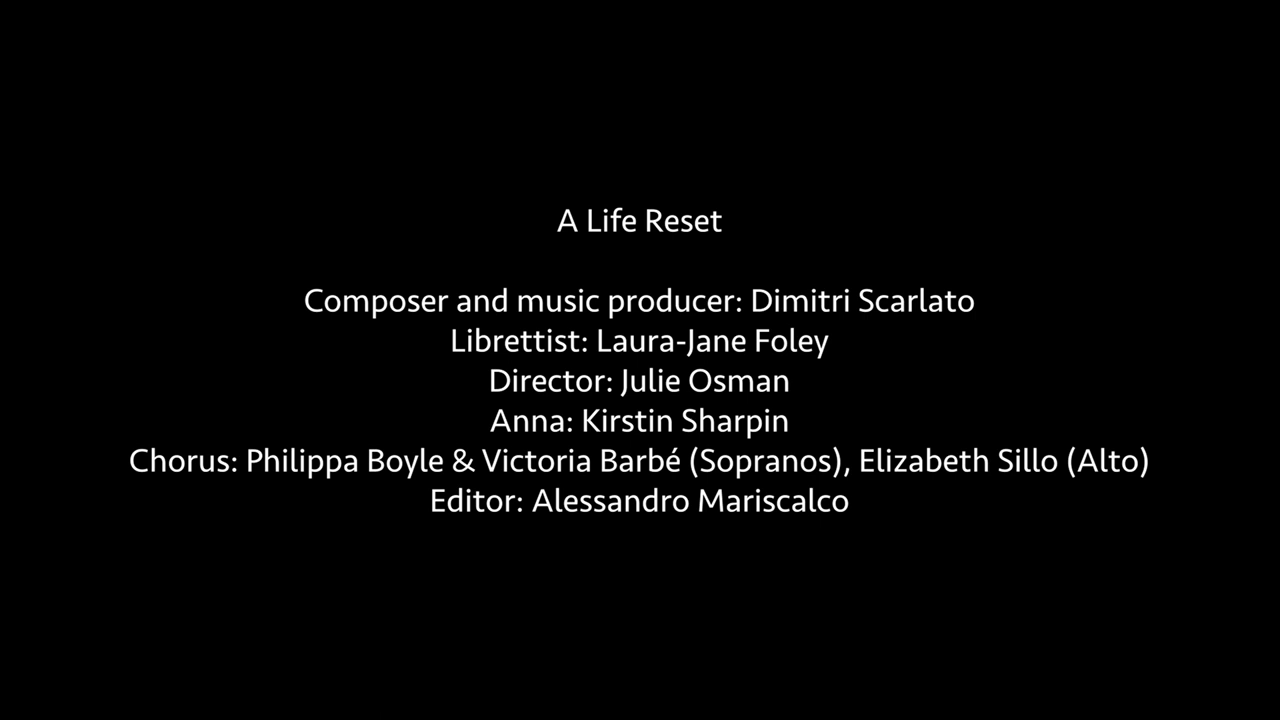 A Life Reset
Composer and music producer: Dimitri Scarlato
Librettist: Laura-Jane Foley
Director: Julie Osman
Anna: Kirstin Sharpin
Chorus: Philippa Boyle & Victoria Barbé (Sopranos), Elizabeth Sillo (Alto)
Editor: Alessandro Mariscalco